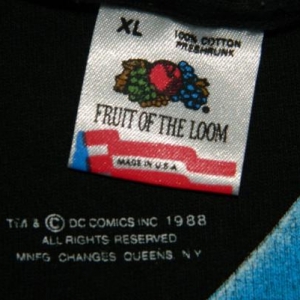 XL
100% COTTON
PRESHRUNK
FRUIT OF THE LOOM
MADE IN U.S.A
TM & © DC COMICS INC 1988
ALL RIGHTS RESERVED
MNFG CHANGES QUEENS, NY